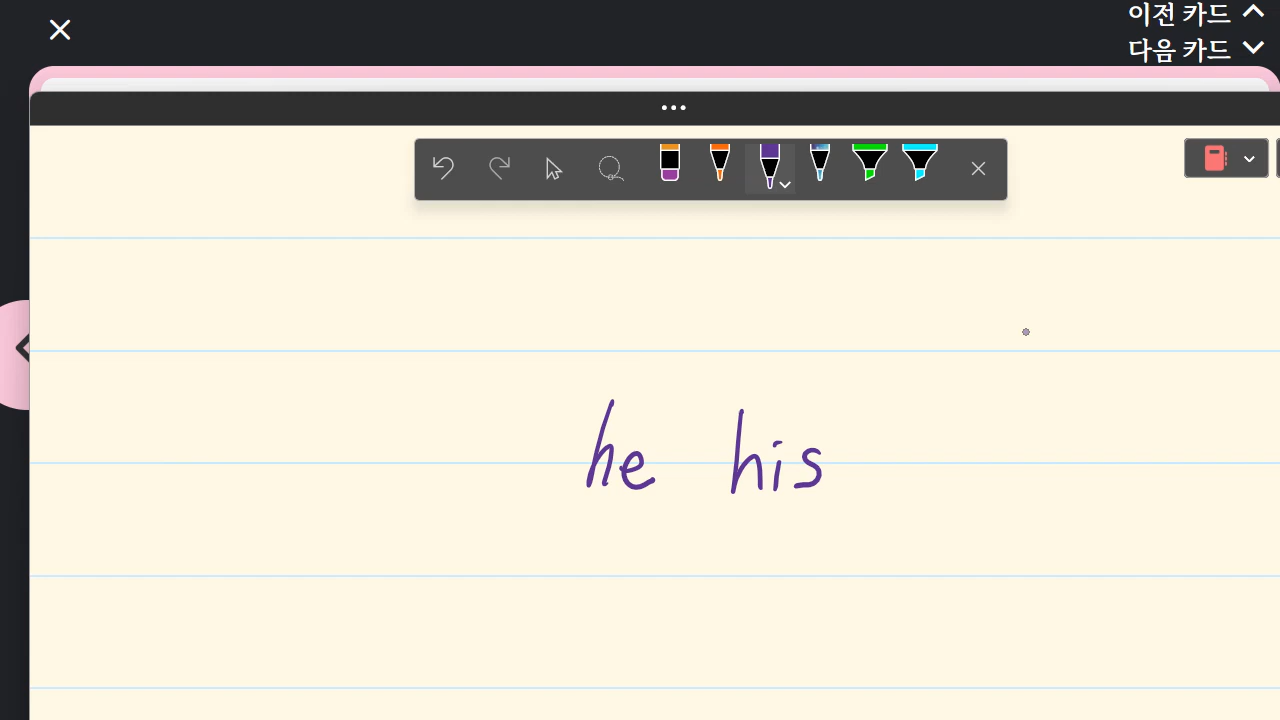 이전 카드
다음 카드
he his